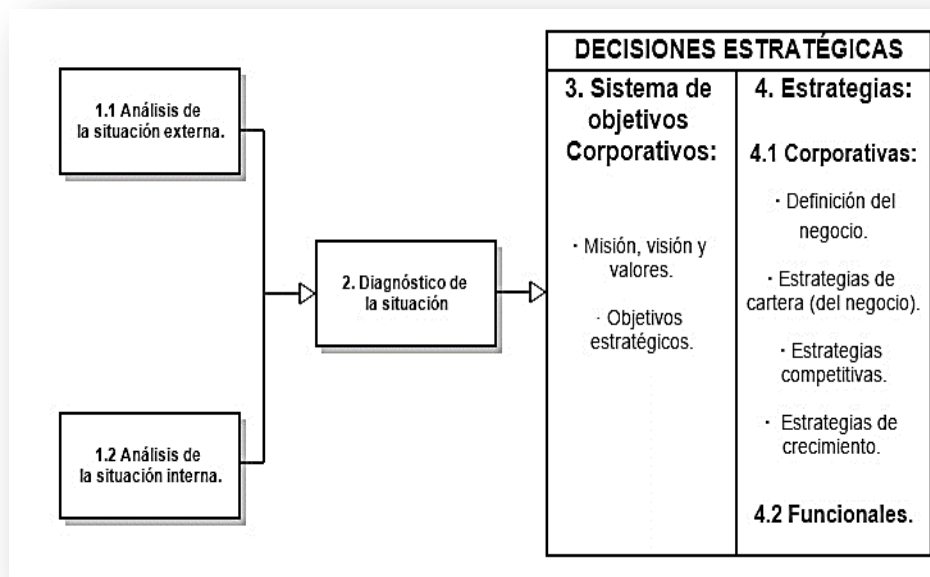 DECISIONES ESTRATÉGICAS
1.1 Análisis de
la situación externa.
1.2 Análisis de
la situación interna.
2. Diagnóstico de
la situación
3. Sistema de
objetivos
Corporativos:
· Misión, visión y
valores.
· Objetivos
estratégicos.
4. Estrategias:
4.1 Corporativas:
· Definición del
negocio.
· Estrategias de
cartera (del negocio).
· Estrategias
competitivas.
· Estrategias de
crecimiento.
4.2 Funcionales.